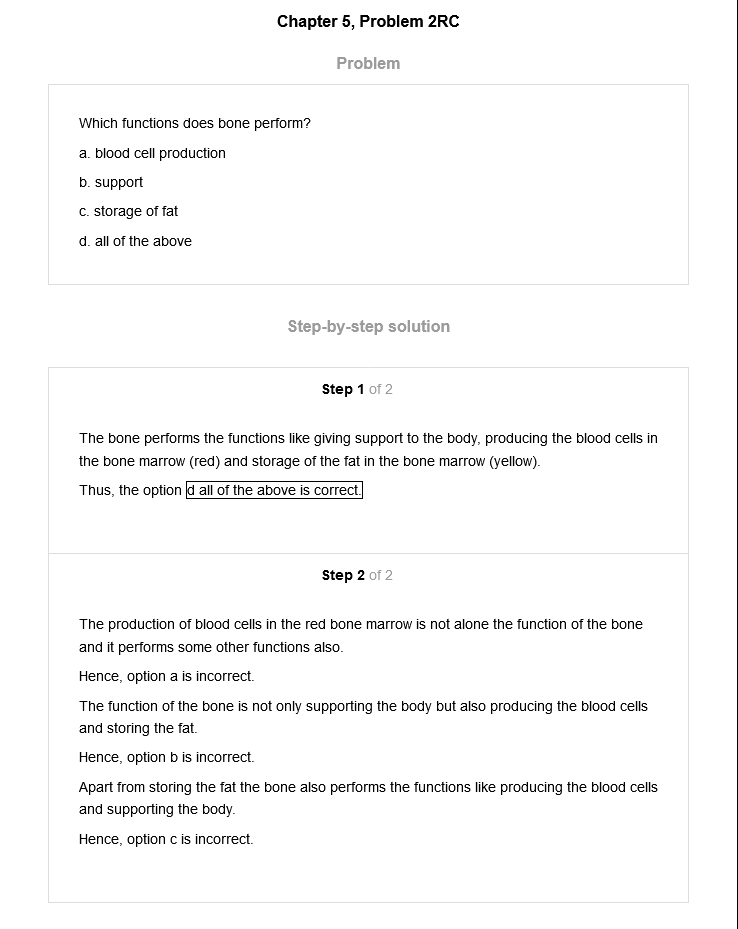 Chapter 5, Problem 2RC
Problem
Which functions does bone perform?
a. blood cell production
b. support
c. storage of fat
d. all of the above
Step-by-step solution
Step 1 of 2
The bone performs the functions like giving support to the body, producing the blood cells in
the bone marrow (red) and storage of the fat in the bone marrow (yellow).
Thus, the option d all of the above is correct.
Step 2 of 2
The production of blood cells in the red bone marrow is not alone the function of the bone
and it performs some other functions also.
Hence, option a is incorrect.
The function of the bone is not only supporting the body but also producing the blood cells
and storing the fat.
Hence, option b is incorrect.
Apart from storing the fat the bone also performs the functions like producing the blood cells
and supporting the body.
Hence, option c is incorrect.